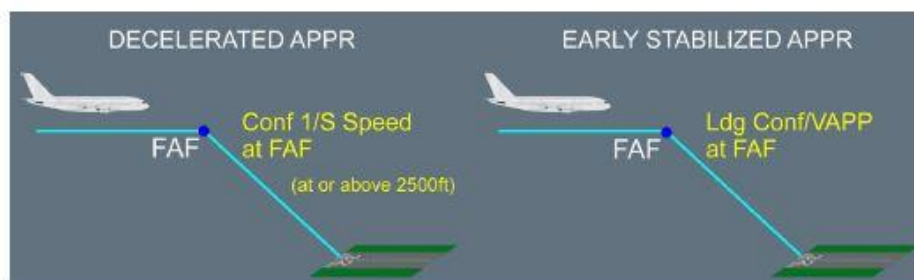 DECELERATED APPR
FAF
Conf 1/S Speed
at FAF
(at or above 2500ft)
EARLY STABILIZED APPR
FAF
Ldg Conf/VAPP
at FAF